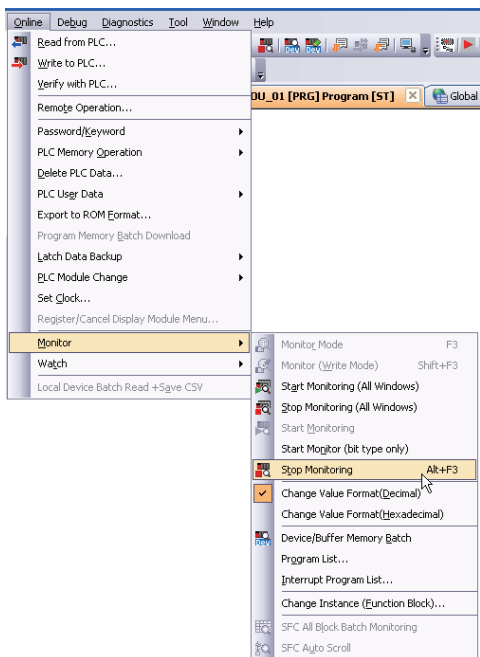 Online Debug Diagnostics Tool Window Help
Read from PLC...
Write to PLC...
Verify with PLC...
Remote Operation...
Password/Keyword
PLC Memory Operation
Delete PLC Data...
PLC User Data
Export to ROM Format...
Program Memory Batch Download
Latch Data Backup
PLC Module Change
Set Clock...
Register/Cancel Display Module Menu...
Monitor
Watch
Local Device Batch Read +Save CSV
DEV
OU_01 [PRG] Program [ST] Global
Monitor Mode F3
Monitor (Write Mode) Shift+F3
Start Monitoring (All Windows)
Stop Monitoring (All Windows)
Start Monitoring
Start Monitor (bit type only)
Stop Monitoring Alt+F3
Change Value Format(Decimal)
Change Value Format(Hexadecimal)
DEV Device/Buffer Memory Batch
Program List...
Interrupt Program List...
Change Instance (Function Block)...
SFC All Block Batch Monitoring
SFC Auto Scroll